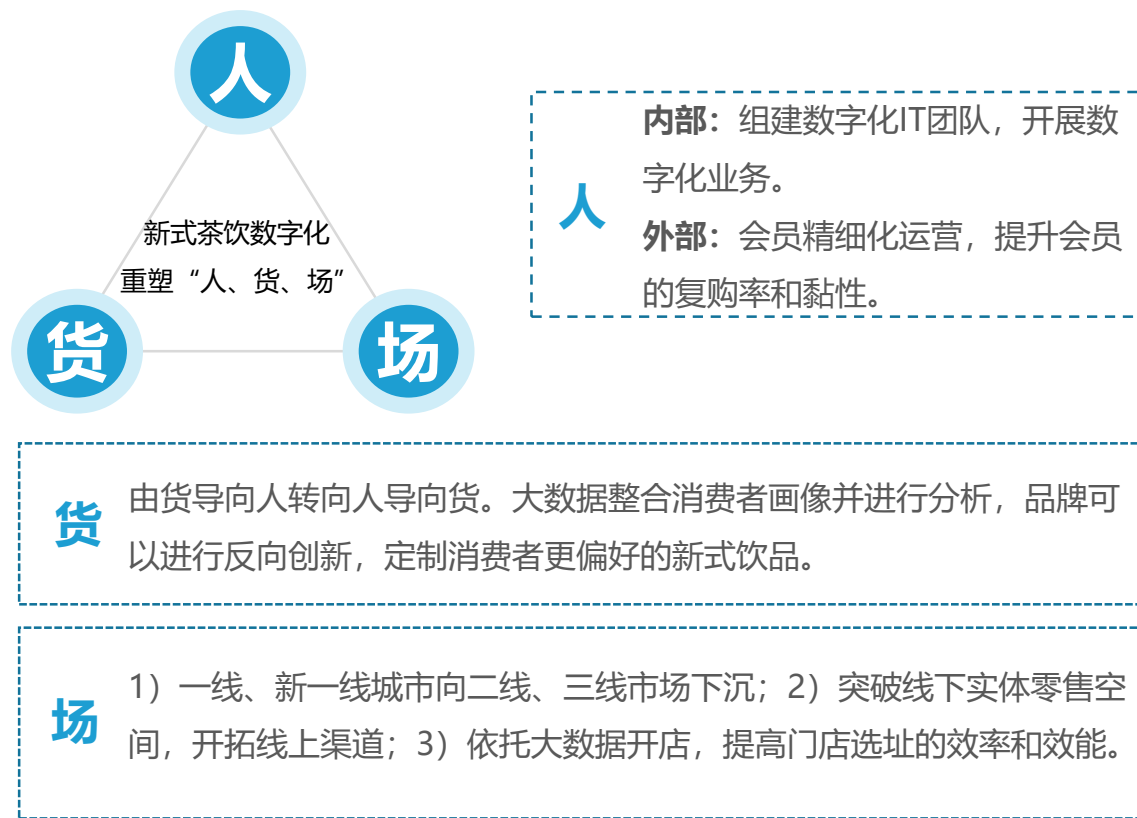 人
新式茶饮数字化
重塑“人、货、场”
货
场
人
内部：组建数字化IT团队，开展数
字化业务。
外部：会员精细化运营，提升会员
的复购率和黏性。
货
由货导向人转向人导向货。大数据整合消费者画像并进行分析，品牌可
以进行反向创新，定制消费者更偏好的新式饮品。
场
1）一线、新一线城市向二线、三线市场下沉；2）突破线下实体零售空
间，开拓线上渠道；3）依托大数据开店，提高门店选址的效率和效能。